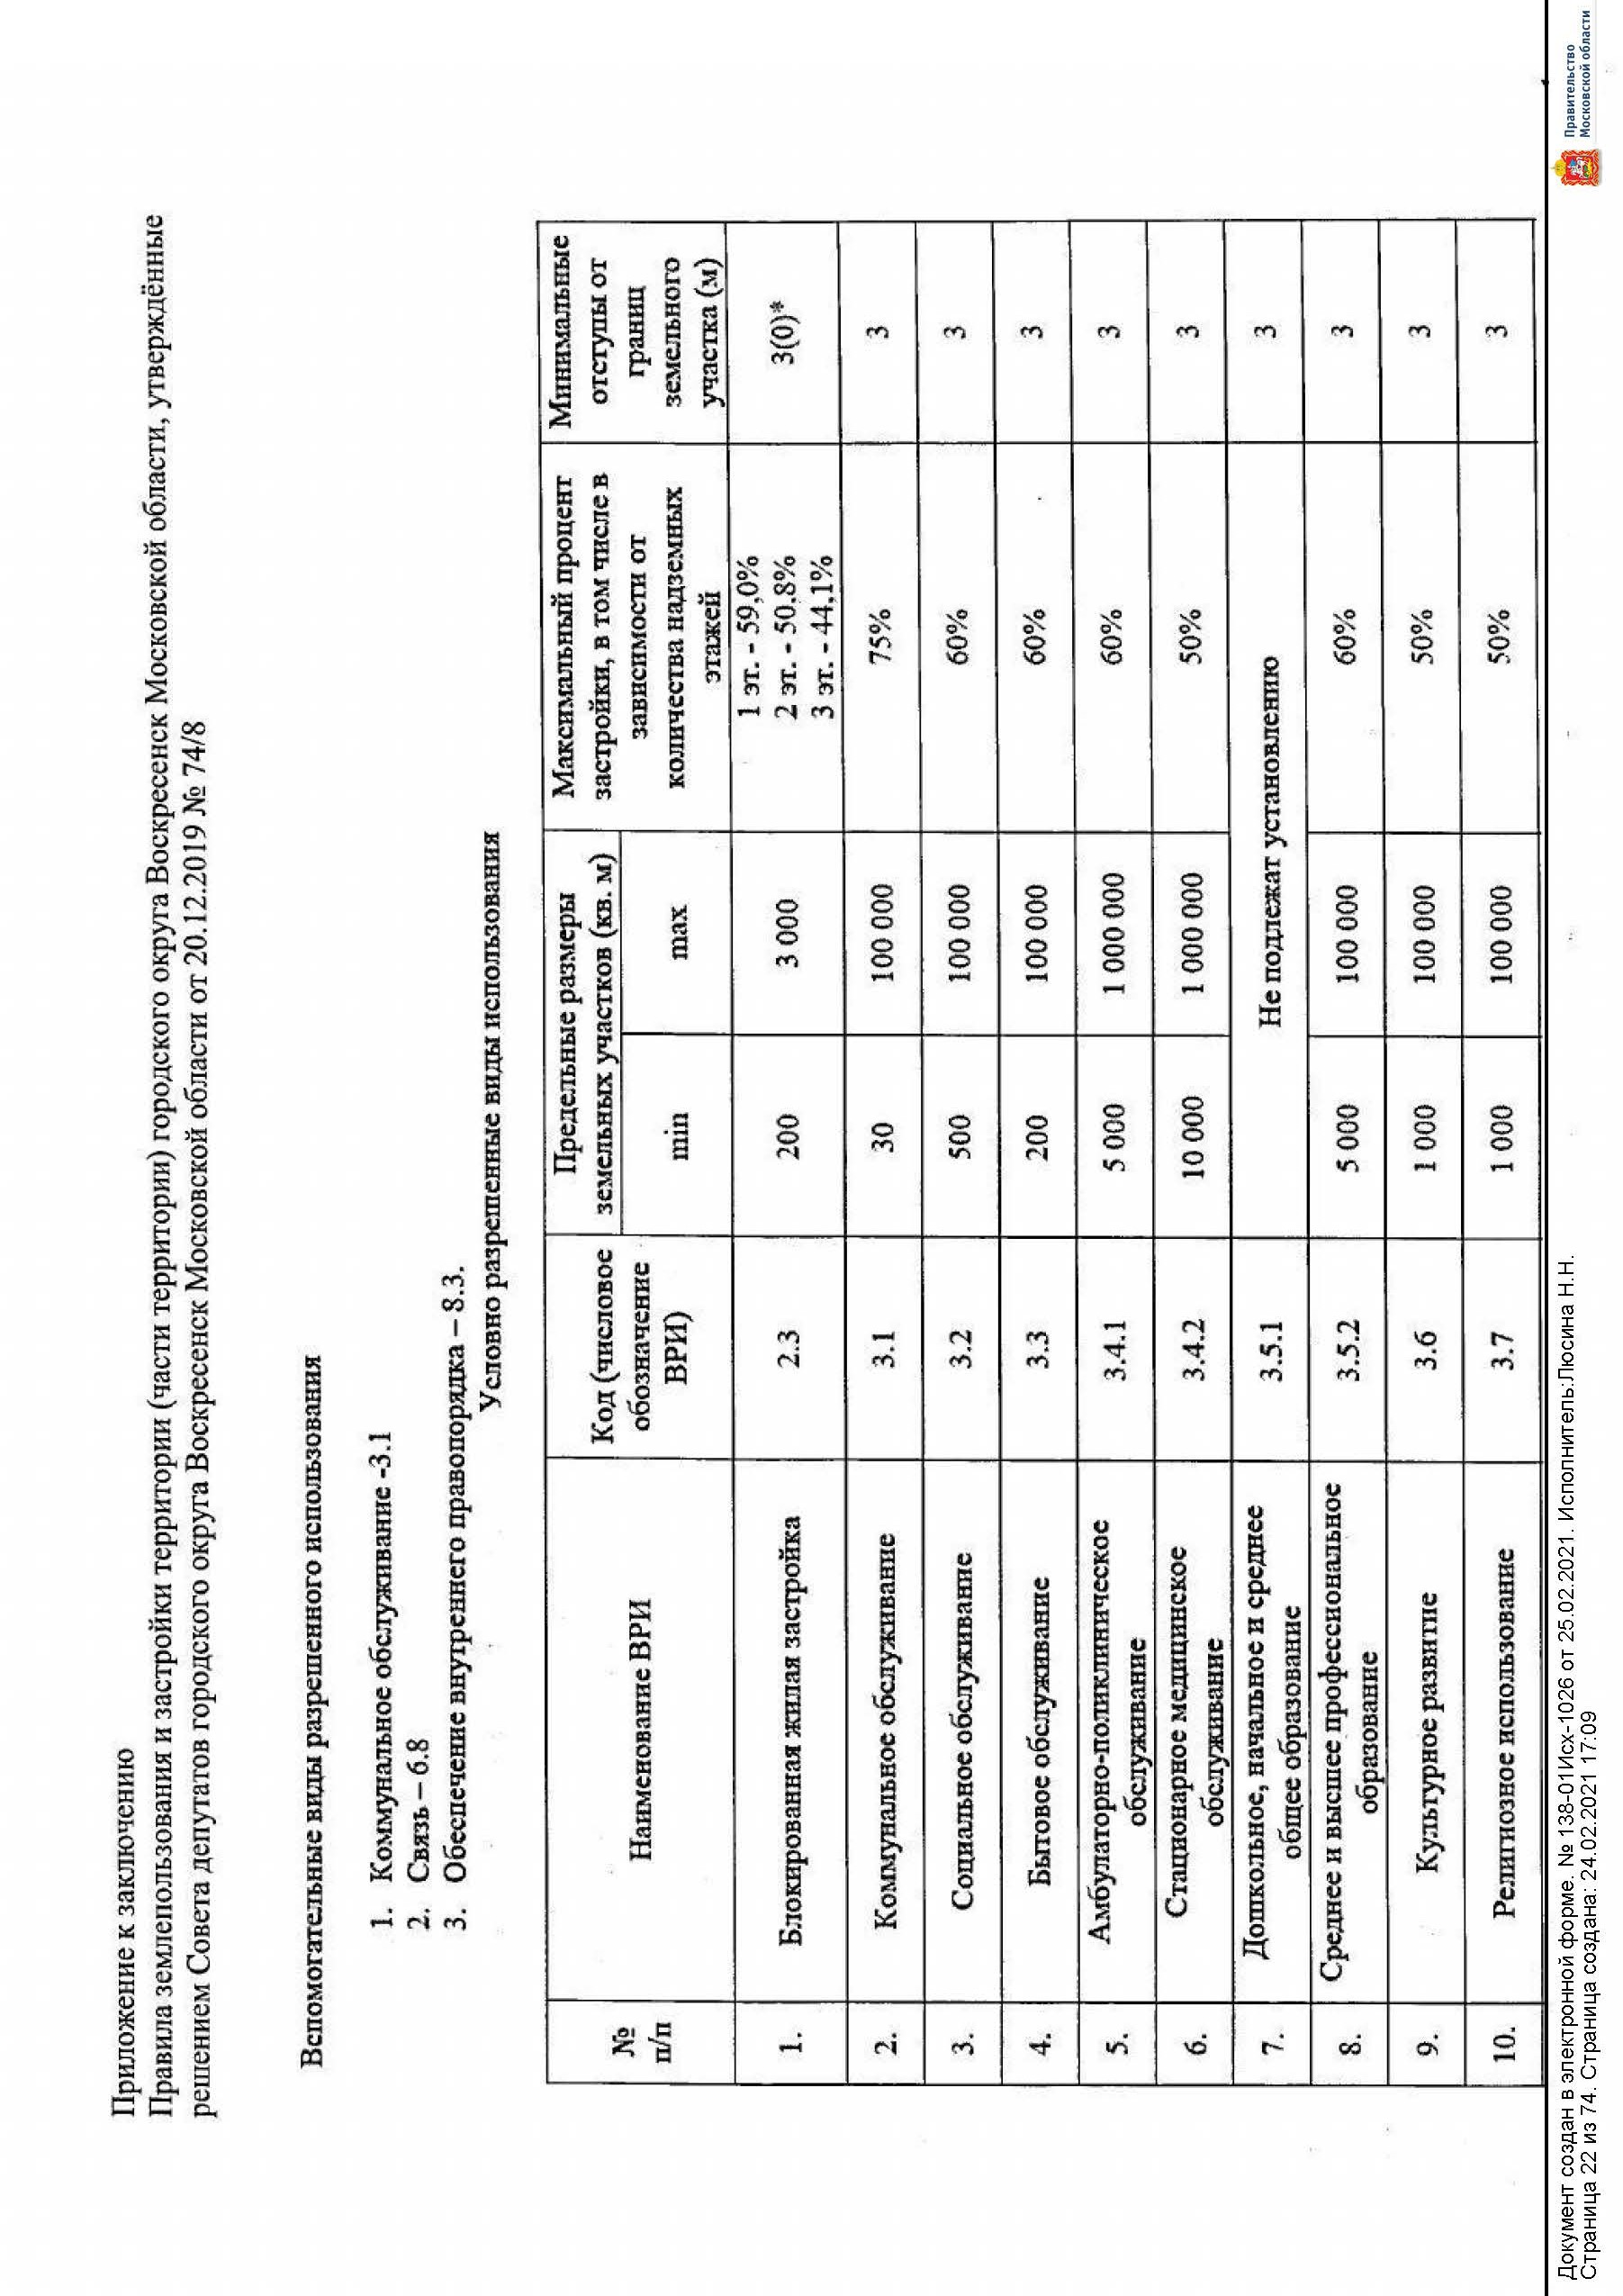 Приложение к заключению
Правила землепользования и застройки территории (части территории) городского округа Воскресенск Московской области, утверждённые
решением Совета депутатов городского округа Воскресенск Московской области от 20.12.2019 № 74/8
Вспомогательные виды разрешенного использования
1. Коммунальное обслуживание -3.1
2. Связь – 6.8
3. Обеспечение внутреннего правопорядка – 8.3.
Условно разрешенные виды использования
№ п/п
Наименование ВРИ
Код (числовое
обозначение
ВРИ)
Предельные размеры
земельных участков (кв. м)
min
max
Максимальный процент
застройки, в том числе в
зависимости от
количества надземных
этажей
Минимальные
отступы от
границ
земельного
участка (м)
1. Блокированная жилая застройка 2.3 200 3 000
1 эт. - 59,0%
2 эт. - 50.8%
3 эт. - 44,1%
3(0)*
2. Коммунальное обслуживание 3.1 30 100 000 75% 3
3. Социальное обслуживание 3.2 500 100 000 60% 3
4. Бытовое обслуживание 3.3 200 100 000 60% 3
5. Амбулаторно-поликлиническое
обслуживание 3.4.1 5 000 1 000 000 60% 3
6. Стационарное медицинское
обслуживание 3.4.2 10 000 1 000 000 50% 3
7. Дошкольное, начальное и среднее
общее образование 3.5.1 Не подлежат установлению 3
8. Среднее и высшее профессиональное
образование 3.5.2 5 000 100 000 60% 3
9. Культурное развитие 3.6 1 000 100 000 50% 3
10. Религиозное использование 3.7 1 000 100 000 50% 3
Документ создан в электронной форме. № 138-01Исх-1026 от 25.02.2021. Исполнитель:Люсина Н.Н.
Страница 22 из 74. Страница создана: 24.02.2021 17:09
Правительство
Московской области